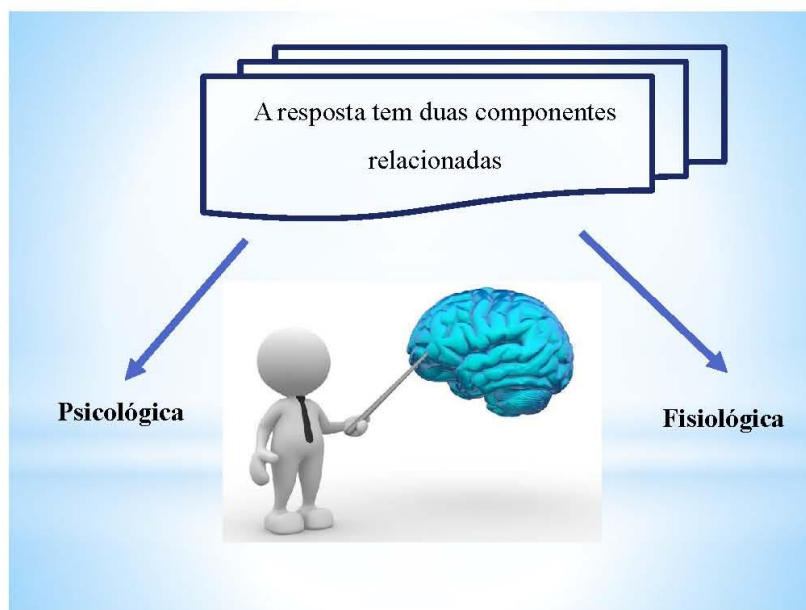 A resposta tem duas componentes
relacionadas
Psicológica
Fisiológica